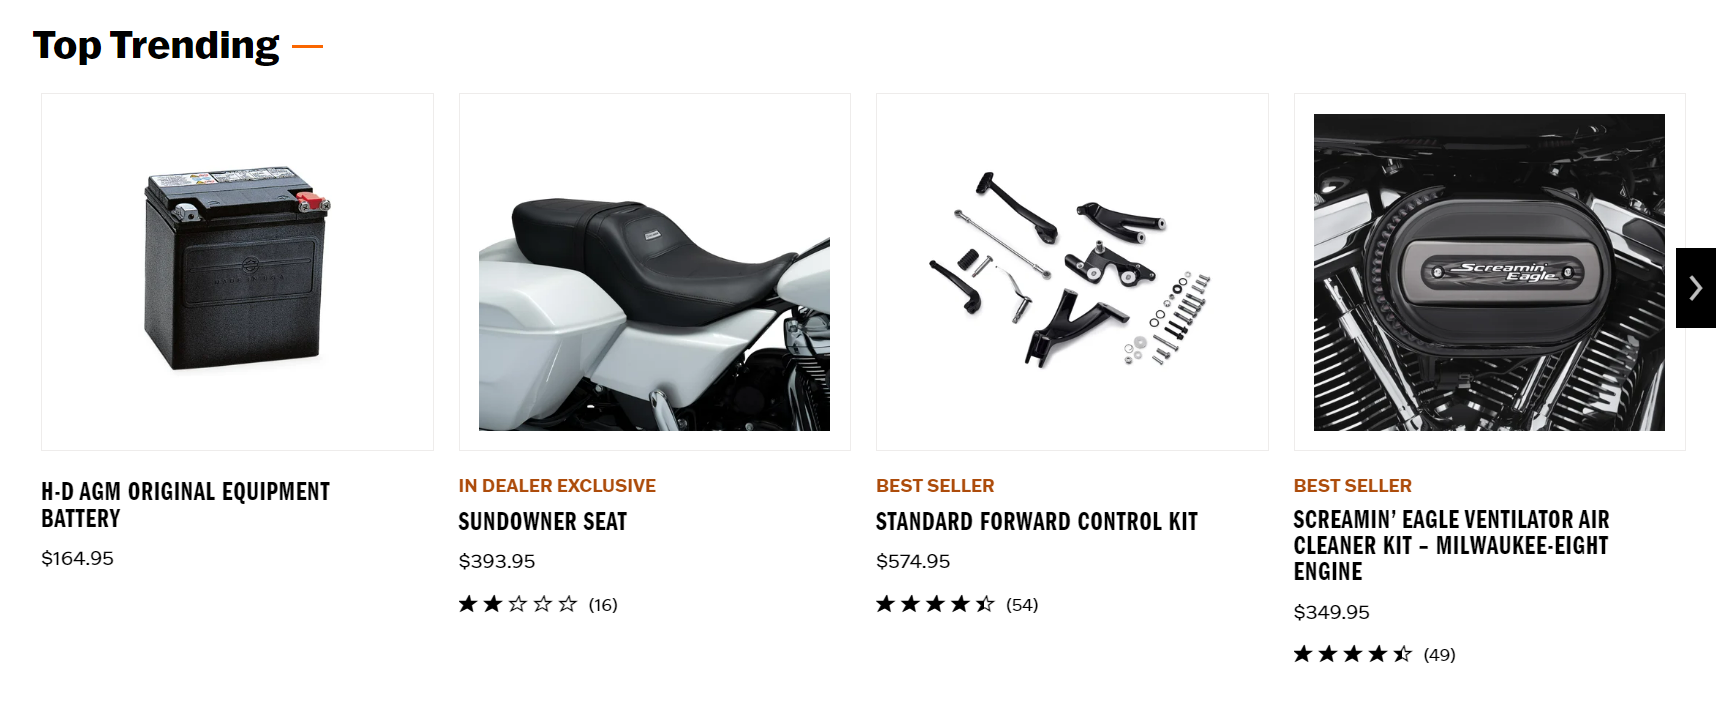 Top Trending
H-D AGM ORIGINAL EQUIPMENT
BATTERY
$164.95
IN DEALER EXCLUSIVE
SUNDOWNER SEAT
$393.95
(16)
BEST SELLER
STANDARD FORWARD CONTROL KIT
$574.95
(54)
Screamin'
Eagle
BEST SELLER
SCREAMIN’ EAGLE VENTILATOR AIR
CLEANER KIT – MILWAUKEE-EIGHT
ENGINE
$349.95
(49)